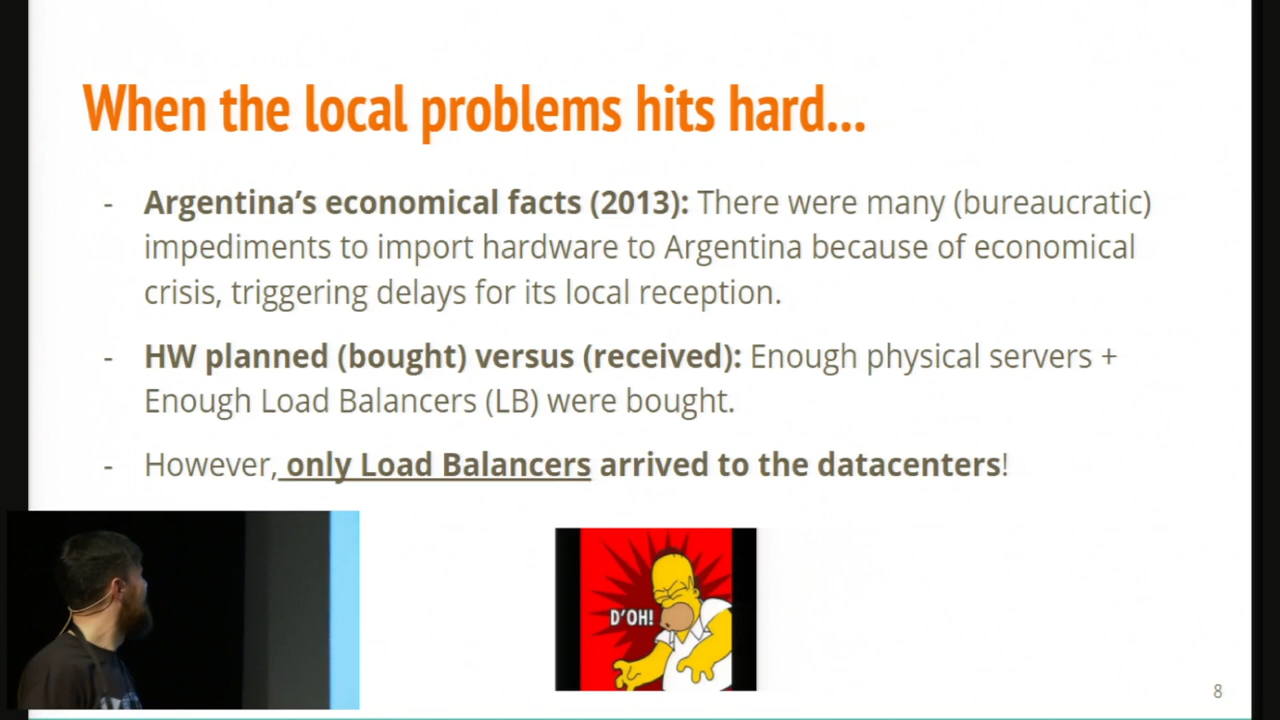 When the local problems hits hard...
- Argentina's economical facts (2013): There were many (bureaucratic)
impediments to import hardware to Argentina because of economical
crisis, triggering delays for its local reception.
- HW planned (bought) versus (received): Enough physical servers +
Enough Load Balancers (LB) were bought.
- However, only Load Balancers arrived to the datacenters!
D'OH!
8